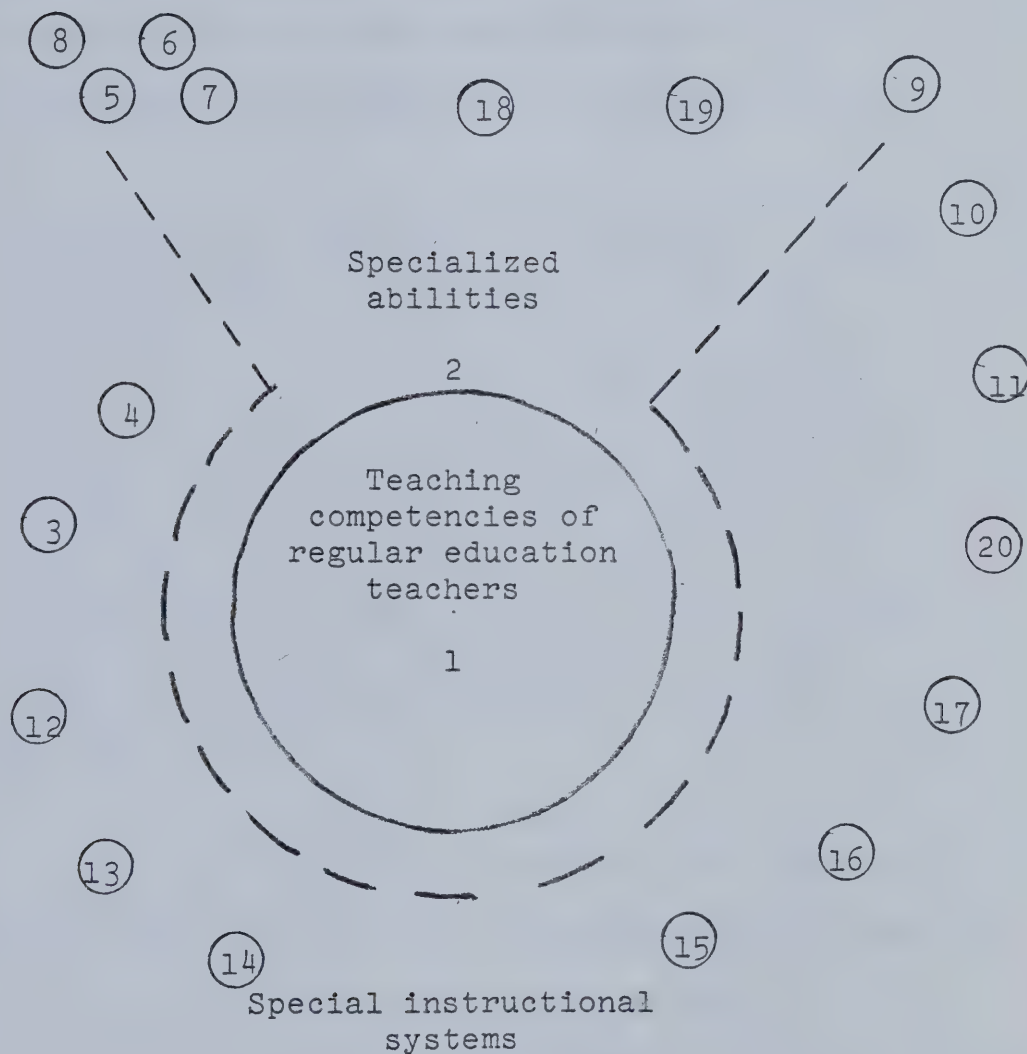 8
6
5
7
18
19
9
10
Specialized
abilities
2
11
4
Teaching
competencies of
regular education
teachers
3
20
1
12
17
13
16
14
15
Special instructional
systems